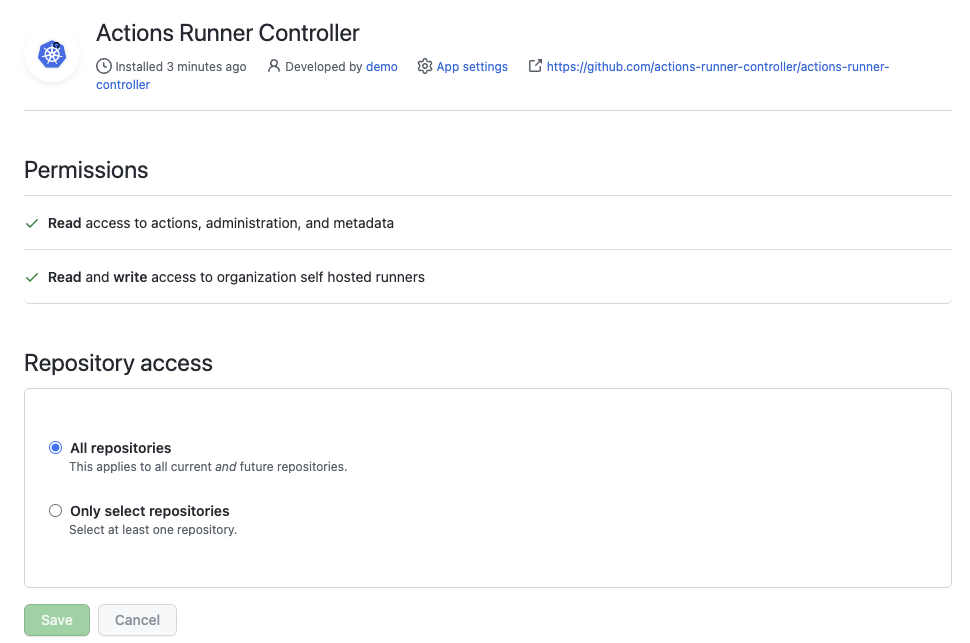 Actions Runner Controller
Installed 3 minutes ago Developed by demo App settings https://github.com/actions-runner-controller/actions-runner-
controller
Permissions
Read access to actions, administration, and metadata
Read and write access to organization self hosted runners
Repository access
All repositories
This applies to all current and future repositories.
Only select repositories
Select at least one repository.
Save Cancel